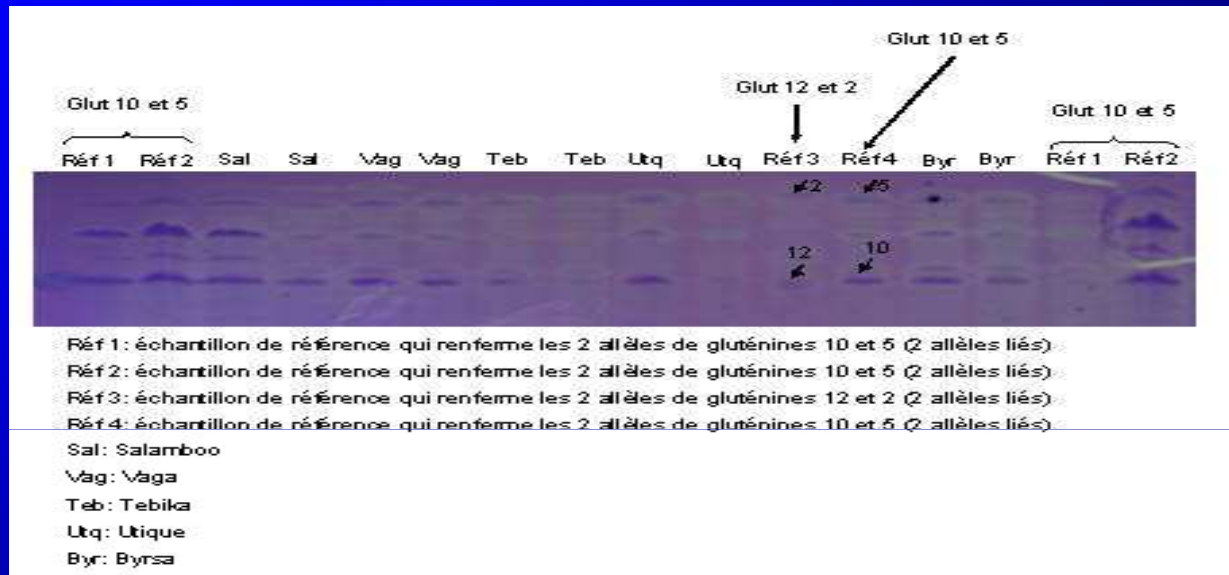 Glut 10 et 5
Glut 12 et 2
Glut 10 et 5
Glut 10 et 5
Réf 1 Réf 2 Sal Sal Vag Vag Teb Teb Utq Utq Réf 3 Réf 4 Byr Byr Réf 1 Réf 2
2 5
12 10
Réf 1: échantillon de référence qui renferme les 2 allèles de gluténines 10 et 5 (2 allèles liés)
Réf 2: échantillon de référence qui renferme les 2 allèles de gluténines 10 et 5 (2 allèles liés)
Réf 3: échantillon de référence qui renferme les 2 allèles de gluténines 12 et 2 (2 allèles liés)
Réf 4: échantillon de référence qui renferme les 2 allèles de gluténines 10 et 5 (2 allèles liés)
Sal: Salamboo
Vag: Vaga
Teb: Tebika
Utq: Utique
Byr: Byrsa